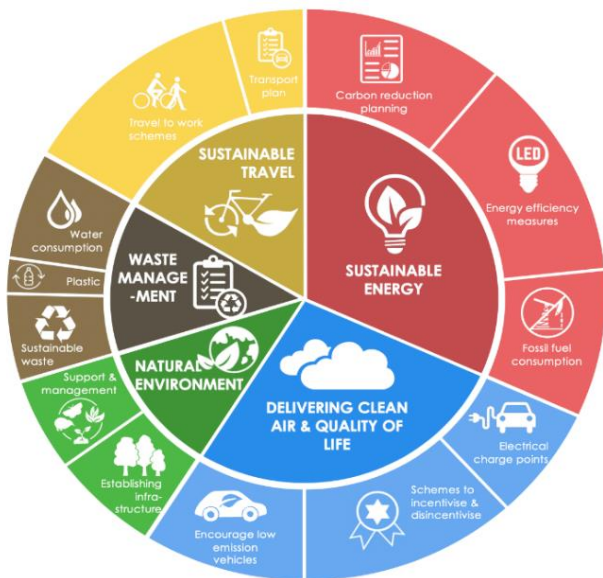 Transport
plan
Carbon reduction
planning
Travel to work
schemes
LED
Energy efficiency
measures
SUSTAINABLE
TRAVEL
SUSTAINABLE
ENERGY
Water
consumption
Plastic
Sustainable
waste
WASTE
MANAGE
-MENT
NATURAL
ENVIRONMENT
DELIVERING CLEAN
AIR & QUALITY OF
LIFE
Fossil fuel
consumption
Support &
management
Establishing
infra-
structure
Encourage low
emission
vehicles
Schemes to
incentivise &
disincentivise
Electrical
charge points